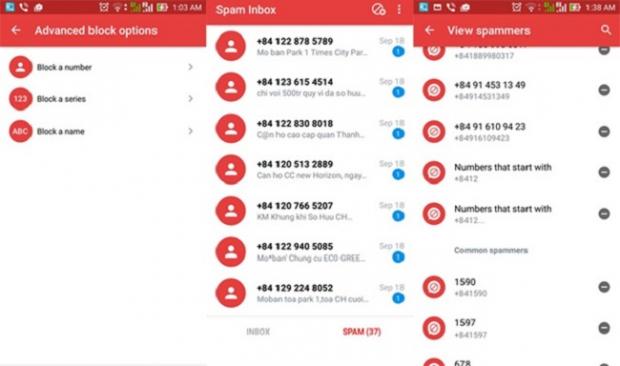 1:03 AM
Advanced block options
Block a number
123 Block a series
ABC Block a name
Spam Inbox
+84 122 878 5789 Sep 18
Mo ban Park 1 Times City Par... 1
+84 123 615 4514 Sep 18
chi voi 500tr quy vi da so huu... 1
+84 122 830 8018 Sep 18
C@n ho cao cap quan Thanh... 1
+84 120 513 2889 Sep 18
Can ho CC new Horizon, ngay... 1
+84 120 766 5207 Sep 18
KM Khung khi So Huu CH... 1
+84 122 940 5085 Sep 18
Mo*ban' Chung cu ECO-GREE... 1
+84 129 224 8052 Sep 18
Moban toa park 1,toa CH cuoi... 1
INBOX SPAM (37)
1:38 AM
View spammers
+841889980317
+84 91 453 13 49
+84914531349
+84 91 610 94 23
+84916109423
Numbers that start with
+8412
Numbers that start with
+8412...
Common spammers
1590
+841590
1597
+841597
678